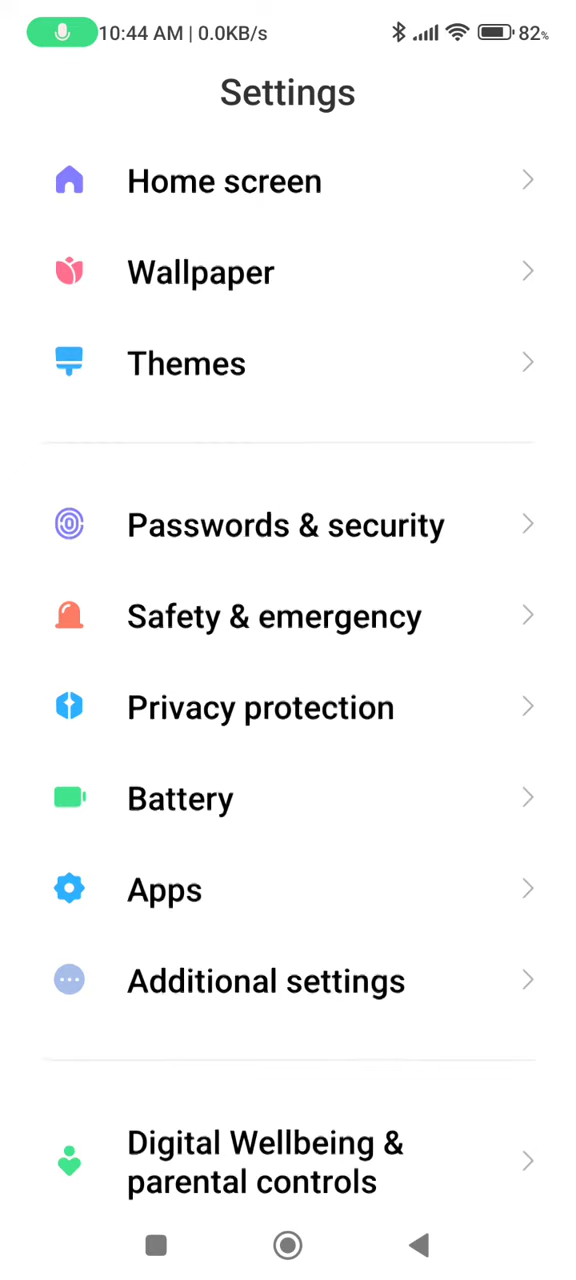 10:44 AM | 0.0KB/s 82%
Settings
Home screen
Wallpaper
Themes
Passwords & security
Safety & emergency
Privacy protection
Battery
Apps
Additional settings
Digital Wellbeing &
parental controls